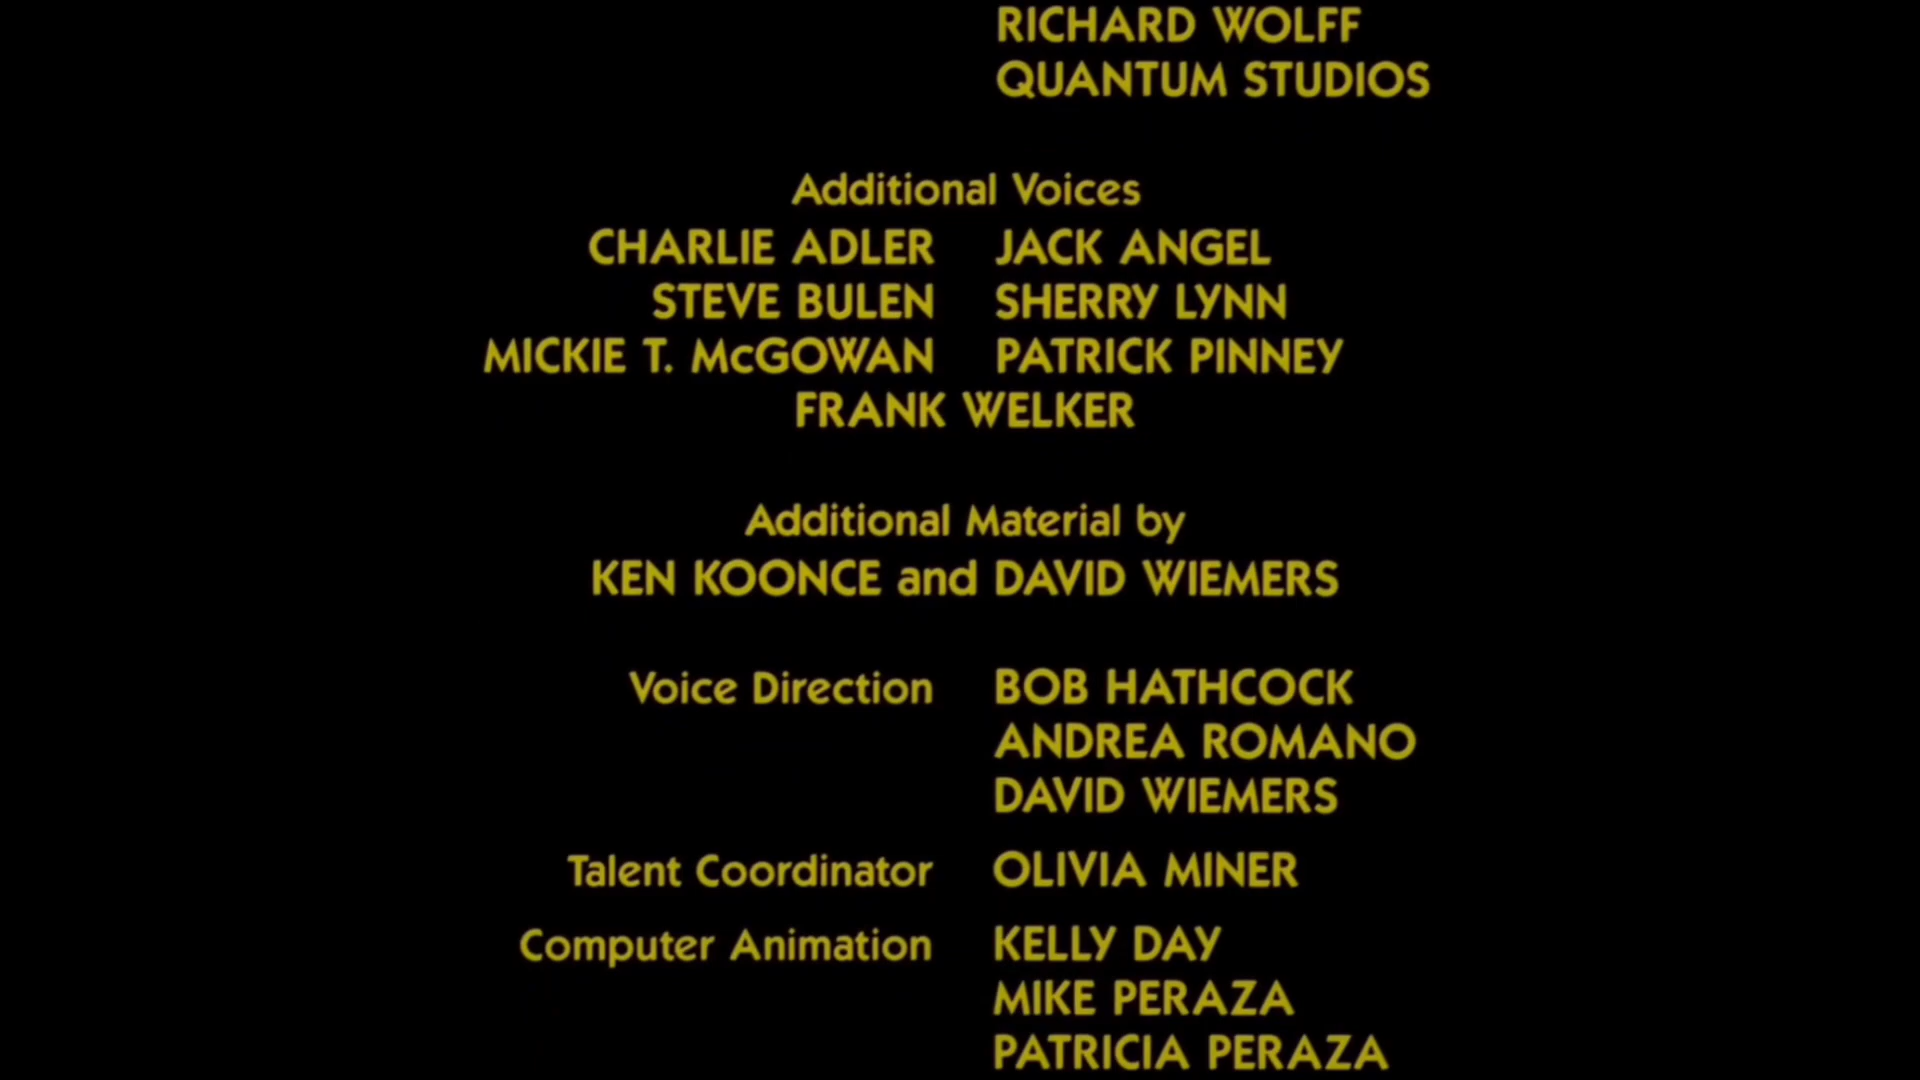 RICHARD WOLFF
QUANTUM STUDIOS
Additional Voices
CHARLIE ADLER JACK ANGEL
STEVE BULEN SHERRY LYNN
MICKIE T. McGOWAN PATRICK PINNEY
FRANK WELKER
Additional Material by
KEN KOONCE and DAVID WIEMERS
Voice Direction BOB HATHCOCK
ANDREA ROMANO
DAVID WIEMERS
Talent Coordinator OLIVIA MINER
Computer Animation KELLY DAY
MIKE PERAZA
PATRICIA PERAZA